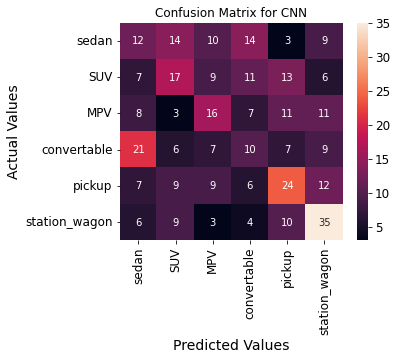 Confusion Matrix for CNN
Actual Values
sedan 12 14 10 14 3 9
SUV 7 17 9 11 13 6
MPV 8 3 16 7 11 11
convertable 21 6 7 10 7 9
pickup 7 9 9 6 24 12
station_wagon 6 9 3 4 10 35
sedan SUV MPV convertable pickup station_wagon
Predicted Values
35
30
25
20
15
10
5